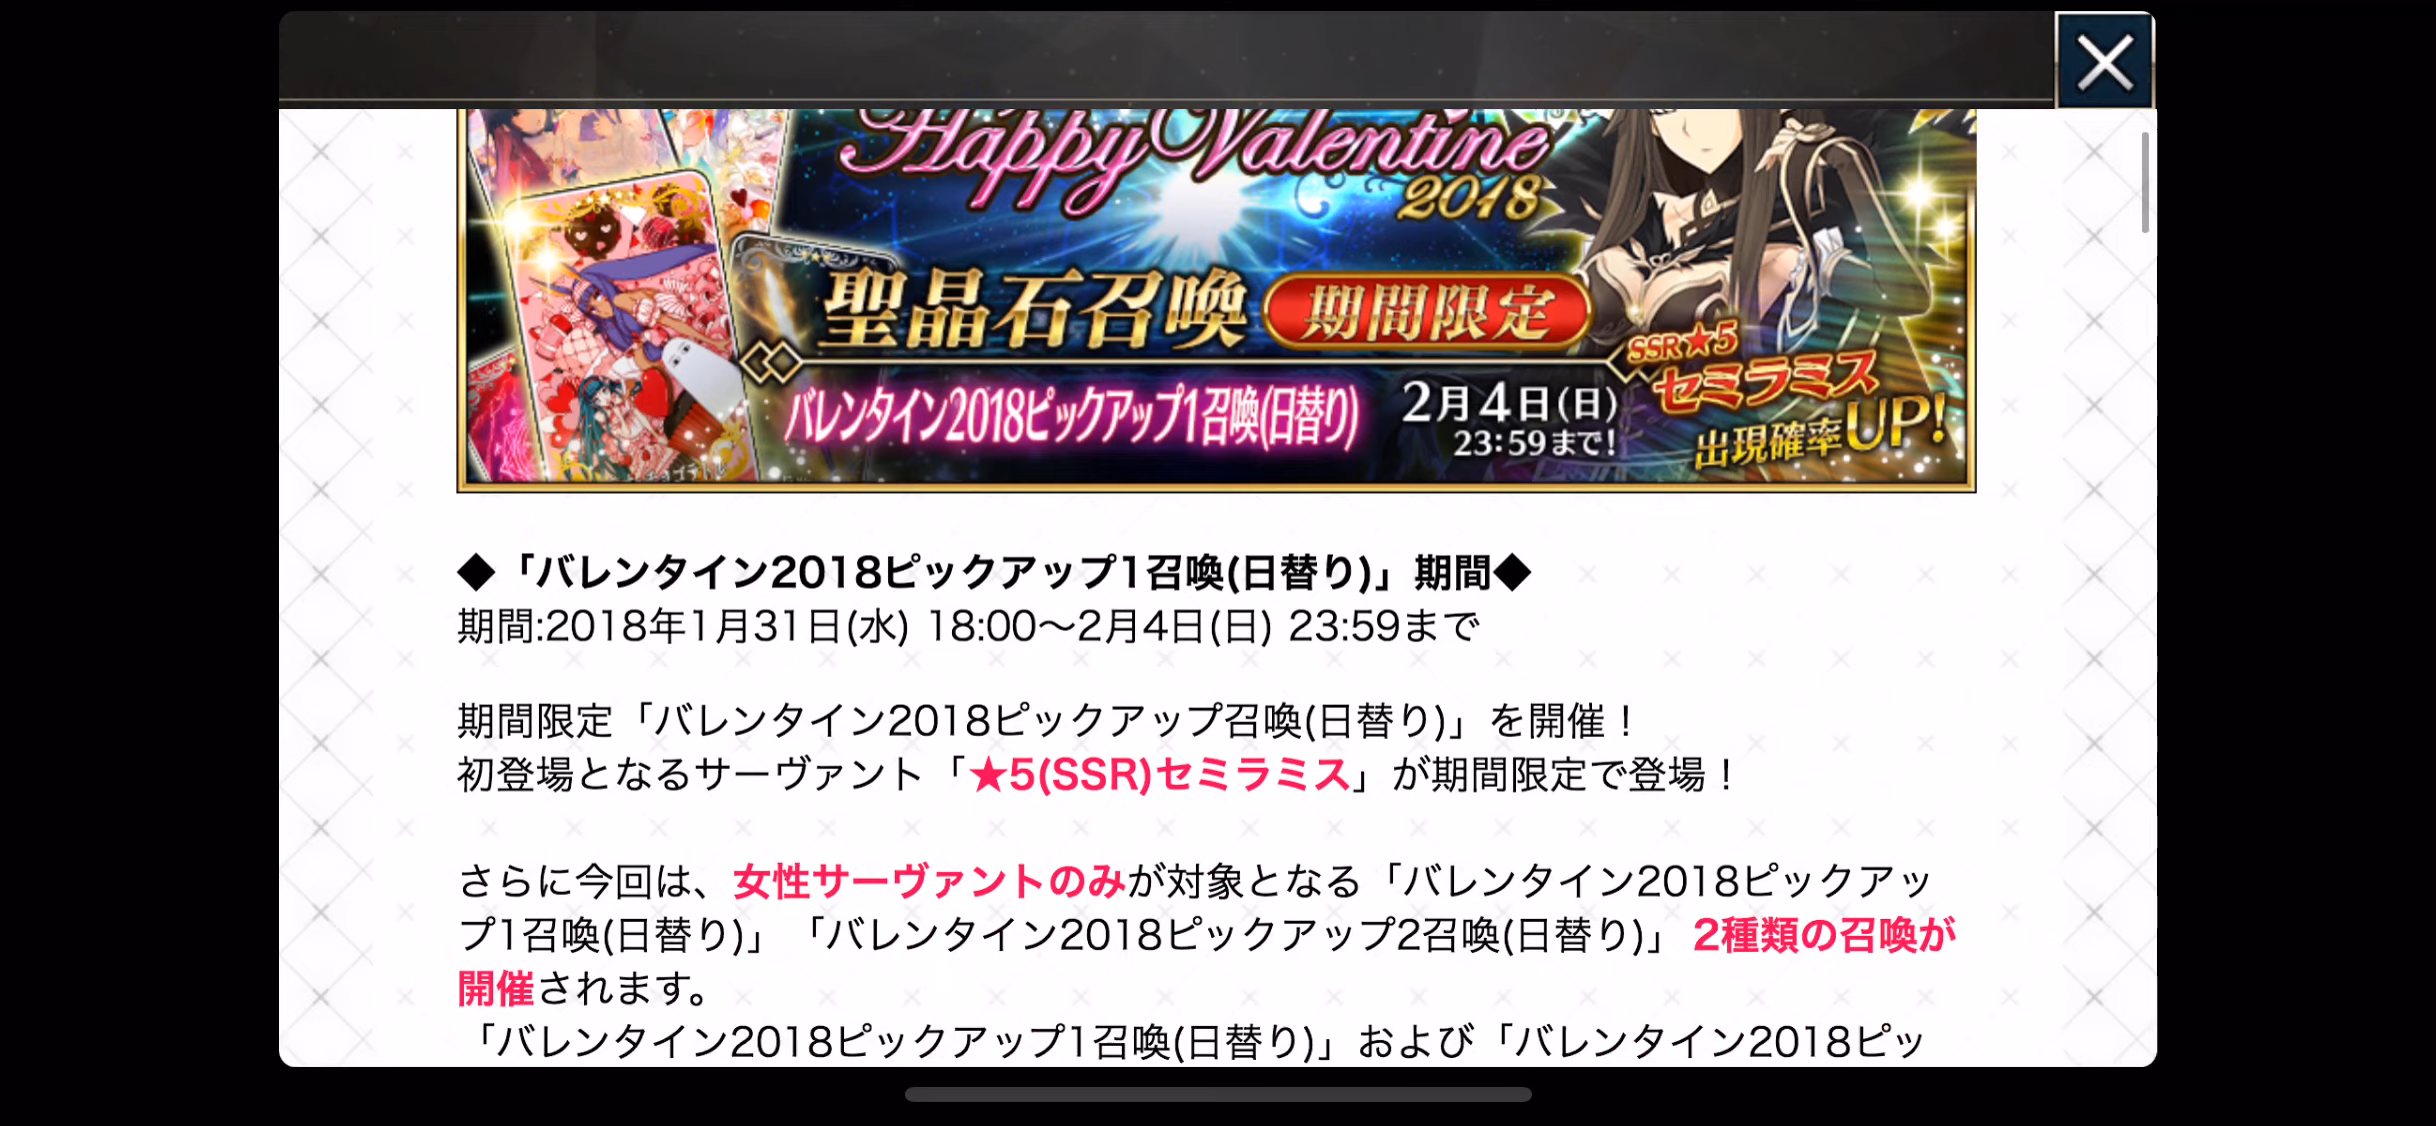 Happy Valentine
2018
聖晶石召喚 期間限定
SSR★5
セミラミス
出現確率UP!
バレンタイン2018ピックアップ1召喚(日替り)
2月4日(日)
23:59まで!
◆「バレンタイン2018ピックアップ1召喚(日替り)」期間◆
期間:2018年1月31日(水) 18:00〜2月4日(日) 23:59まで
期間限定「バレンタイン2018ピックアップ召喚(日替り)」を開催！
初登場となるサーヴァント「★5(SSR)セミラミス」が期間限定で登場！
さらに今回は、女性サーヴァントのみが対象となる「バレンタイン2018ピックアッ
プ1召喚(日替り)」「バレンタイン2018ピックアップ2召喚(日替り)」 2種類の召喚が
開催されます。
「バレンタイン2018ピックアップ1召喚(日替り)」および「バレンタイン2018ピッ